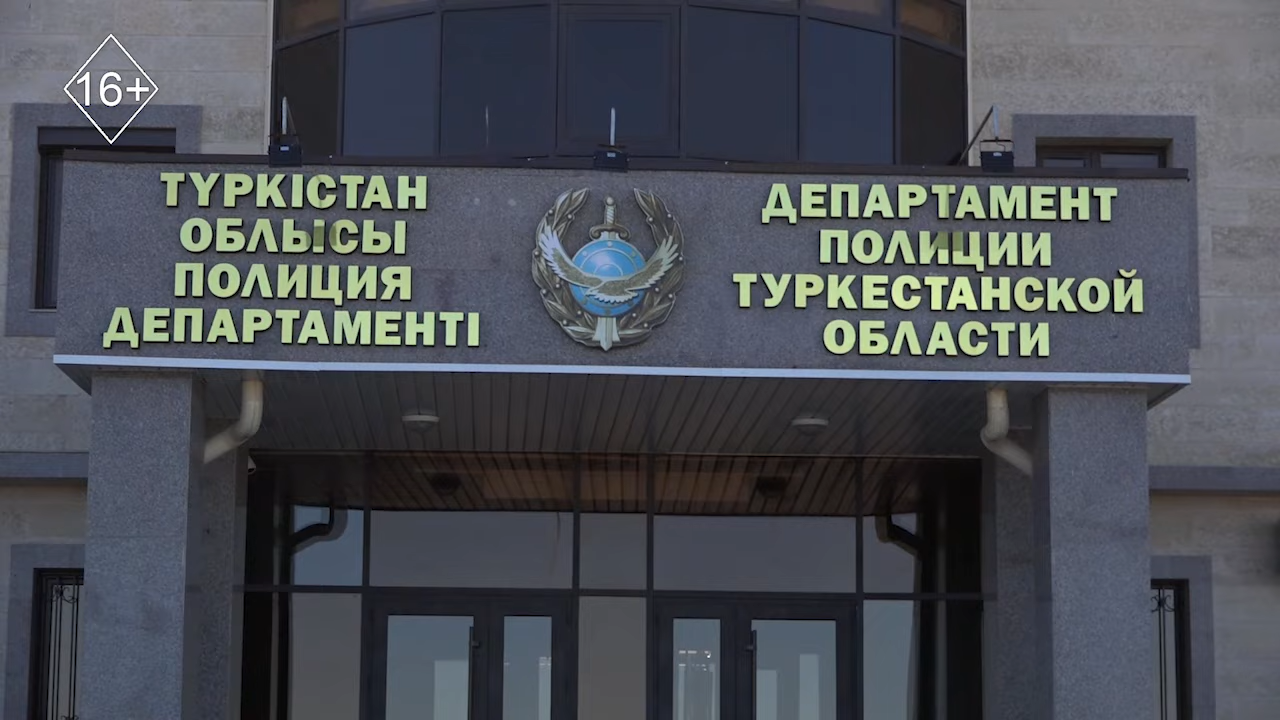 16+
ТҮРКІСТАН
ОБЛЫСЫ
ПОЛИЦИЯ
ДЕПАРТАМЕНТІ
ДЕПАРТАМЕНТ
ПОЛИЦИИ
ТУРКЕСТАНСКОЙ
ОБЛАСТИ